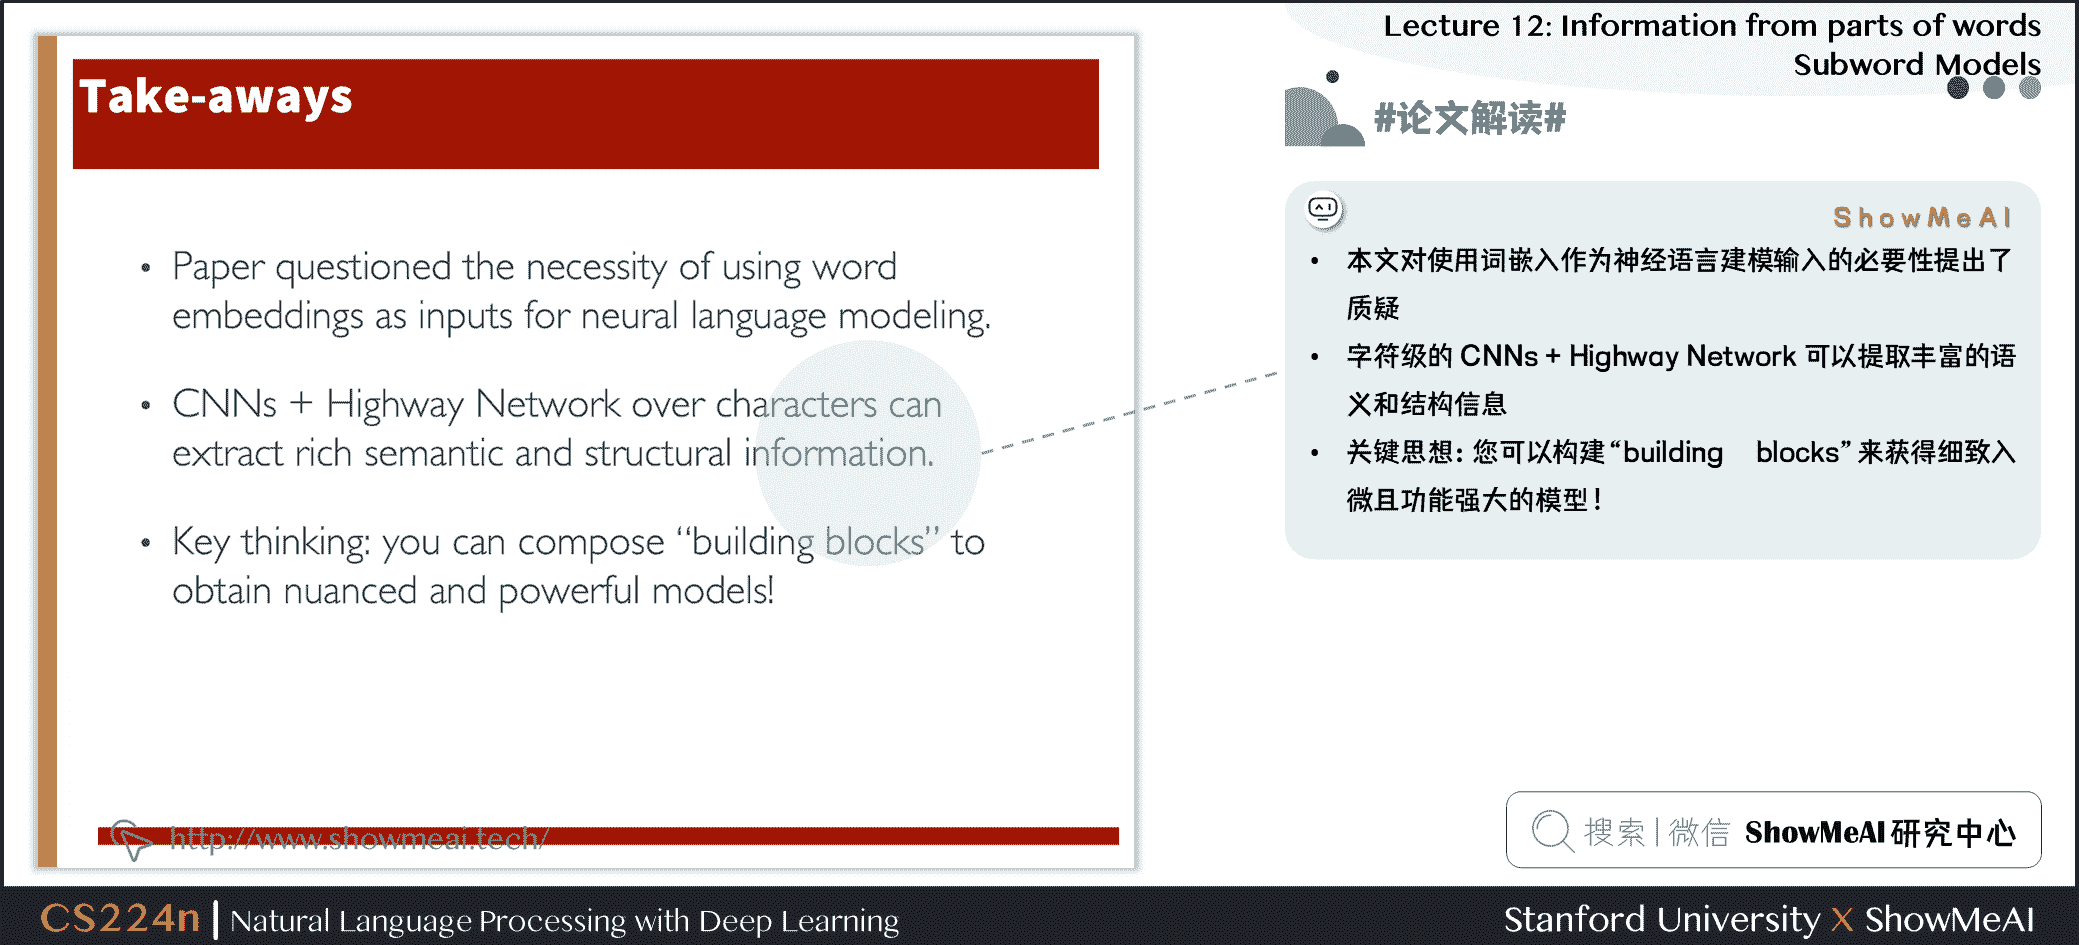 Lecture 12: Information from parts of words
Subword Models
Take-aways
• Paper questioned the necessity of using word
embeddings as inputs for neural language modeling.
• CNNs + Highway Network over characters can
extract rich semantic and structural information.
• Key thinking: you can compose “building blocks” to
obtain nuanced and powerful models!
http://www.showmeai.tech/
#论文解读#
ShowMeAI
• 本文对使用词嵌入作为神经语言建模输入的必要性提出了
质疑
• 字符级的 CNNs + Highway Network 可以提取丰富的语
义和结构信息
• 关键思想：您可以构建“building blocks”来获得细致入
微且功能强大的模型！
搜索|微信 ShowMeAI 研究中心
CS224n | Natural Language Processing with Deep Learning
Stanford University X ShowMeAI